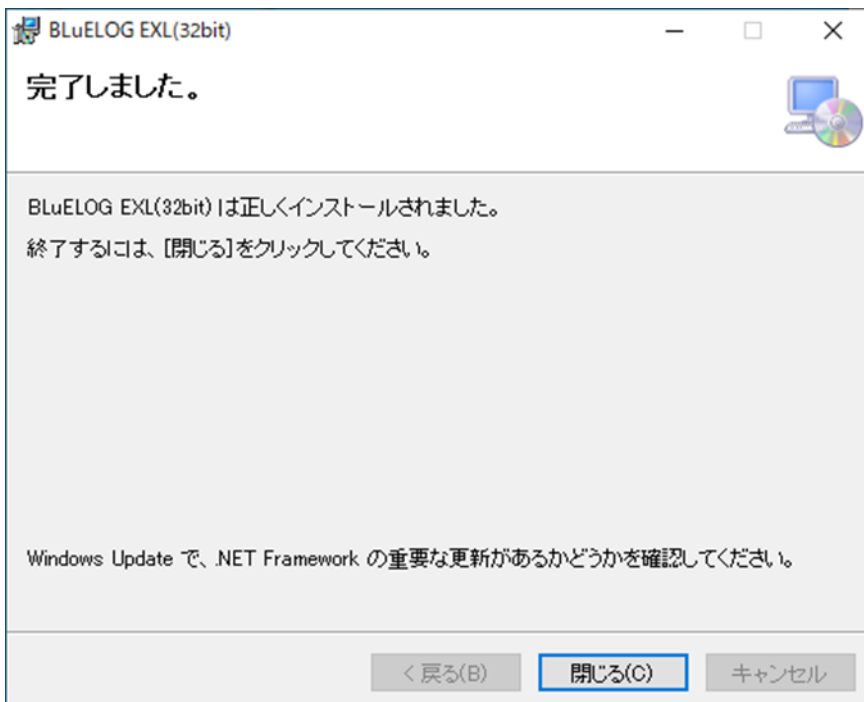 BLuELOG EXL(32bit)
完了しました。
BLuELOG EXL(32bit) は正しくインストールされました。
終了するには、[閉じる]をクリックしてください。
Windows Update で、.NET Framework の重要な更新があるかどうかを確認してください。
< 戻る(B)
閉じる(C)
キャンセル